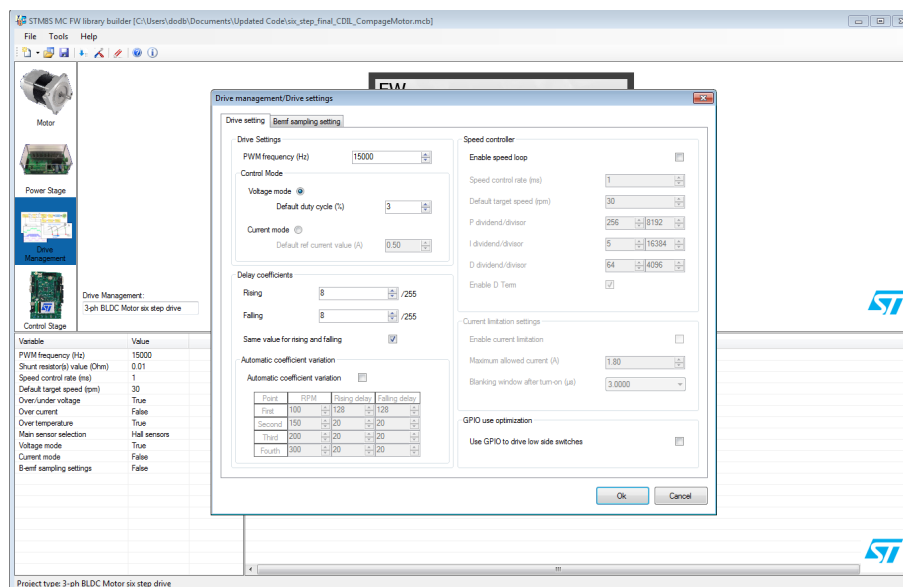 STM8S MC FW library builder [C:\Users\dodb\Documents\Updated Code\six_step_final_CDIL_CompageMotor.mcb]
File Tools Help
Motor
Power Stage
Drive Management
Control Stage
Drive Management:
3-ph BLDC Motor six step drive
FW
Drive management/Drive settings
Drive setting Bemf sampling setting
Drive Settings
PWM frequency (Hz) 15000
Control Mode
Voltage mode
Default duty cycle (%) 3
Current mode
Default ref current value (A) 0.50
Delay coefficients
Rising 8 /255
Falling 8 /255
Same value for rising and falling
Automatic coefficient variation
Automatic coefficient variation
Point RPM Rising delay Falling delay
First 100 128 128
Second 150 20 20
Third 200 20 20
Fourth 300 20 20
Speed controller
Enable speed loop
Speed control rate (ms) 1
Default target speed (rpm) 30
P dividend/divisor 256 8192
I dividend/divisor 5 16384
D dividend/divisor 64 4096
Enable D Term
Current limitation settings
Enable current limitation
Maximum allowed current (A) 1.80
Blanking window after turn-on (µs) 3.0000
GPIO use optimization
Use GPIO to drive low side switches
Ok Cancel
Variable Value
PWM frequency (Hz) 15000
Shunt resistor(s) value (Ohm) 0.01
Speed control rate (ms) 1
Default target speed (rpm) 30
Over/under voltage True
Over current False
Over temperature True
Main sensor selection Hall sensors
Voltage mode True
Current mode False
B-emf sampling settings False
ST
ST
Project type: 3-ph BLDC Motor six step drive